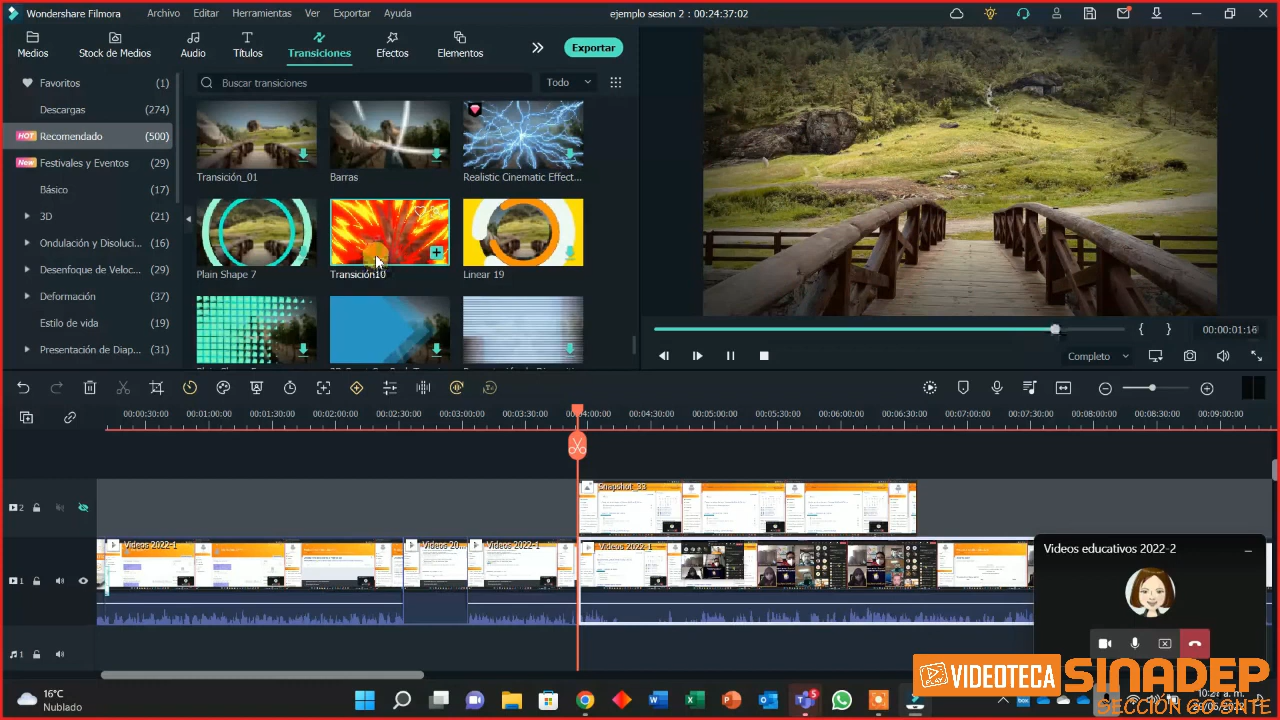 Wondershare Filmora
Archivo
Editar
Herramientas
Ver
Exportar
Ayuda
ejemplo sesion 2 : 00:24:37:02
Medios
Stock de Medios
Audio
Títulos
Transiciones
Efectos
Elementos
Exportar
Favoritos (1)
Descargas (274)
HOT Recomendado (500)
New Festivales y Eventos (29)
Básico (17)
3D (21)
Ondulación y Disoluci... (16)
Desenfoque de Veloc... (29)
Deformación (37)
Estilo de vida (19)
Presentación de Diap... (31)
Buscar transiciones
Todo
Transición_01
Barras
Realistic Cinematic Effect...
Plain Shape 7
Transición10
Linear 19
00:00:01:16
Completo
00:00:30:00
00:01:00:00
00:01:30:00
00:02:00:00
00:02:30:00
00:03:00:00
00:03:30:00
00:04:30:00
00:05:00:00
00:05:30:00
00:06:00:00
00:06:30:00
00:07:00:00
00:07:30:00
00:08:00:00
00:08:30:00
00:09:00:00
2
Snapshot_33
1
Videos 2022-1
Videos 20...
Videos 2022-1
Videos 2022-1
1
Videos educativos 2022-2
16°C
Nublado
5
VIDEOTECA
PLAY
SINADEP